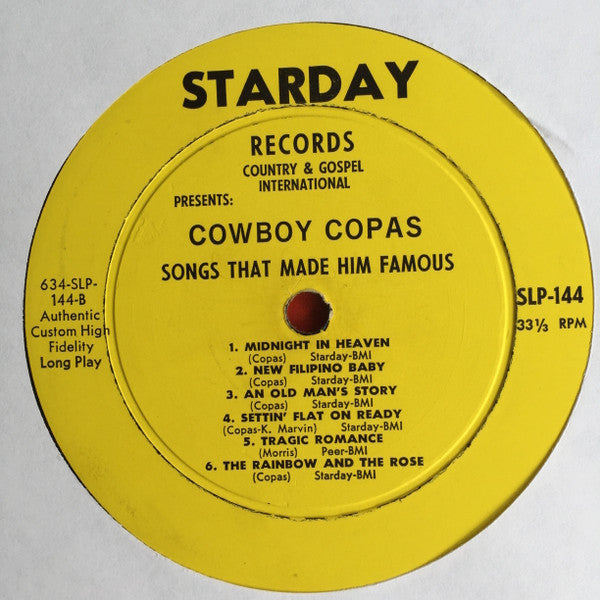 STARDAY
RECORDS
COUNTRY & GOSPEL
INTERNATIONAL
PRESENTS:
COWBOY COPAS
SONGS THAT MADE HIM FAMOUS
634-SLP-
144-B
Authentic
Custom High
Fidelity
Long Play
SLP-144
33⅓ RPM
1. MIDNIGHT IN HEAVEN
(Copas) Starday-BMI
2. NEW FILIPINO BABY
(Copas) Starday-BMI
3. AN OLD MAN'S STORY
(Copas) Starday-BMI
4. SETTIN' FLAT ON READY
(Copas-K. Marvin) Starday-BMI
5. TRAGIC ROMANCE
(Morris) Peer-BMI
6. THE RAINBOW AND THE ROSE
(Copas) Starday-BMI